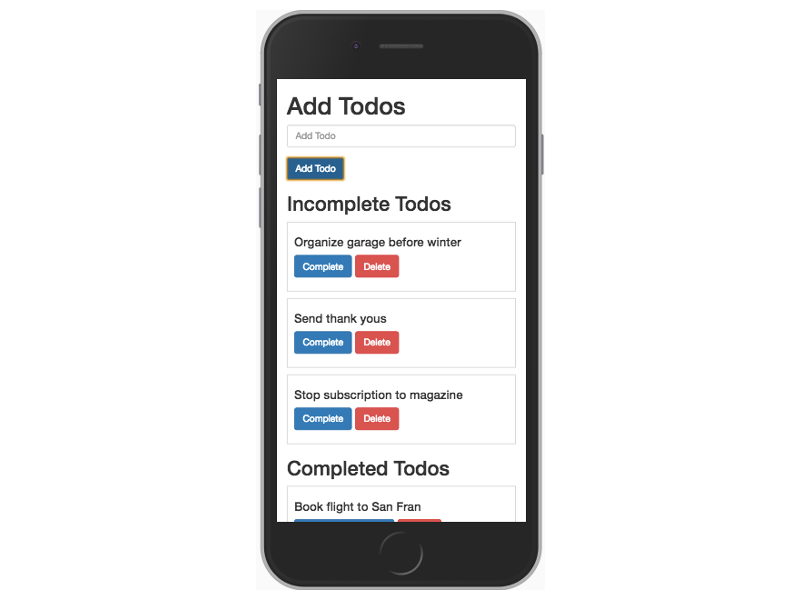 Add Todos
Add Todo
Add Todo
Incomplete Todos
Organize garage before winter
Complete Delete
Send thank yous
Complete Delete
Stop subscription to magazine
Complete Delete
Completed Todos
Book flight to San Fran